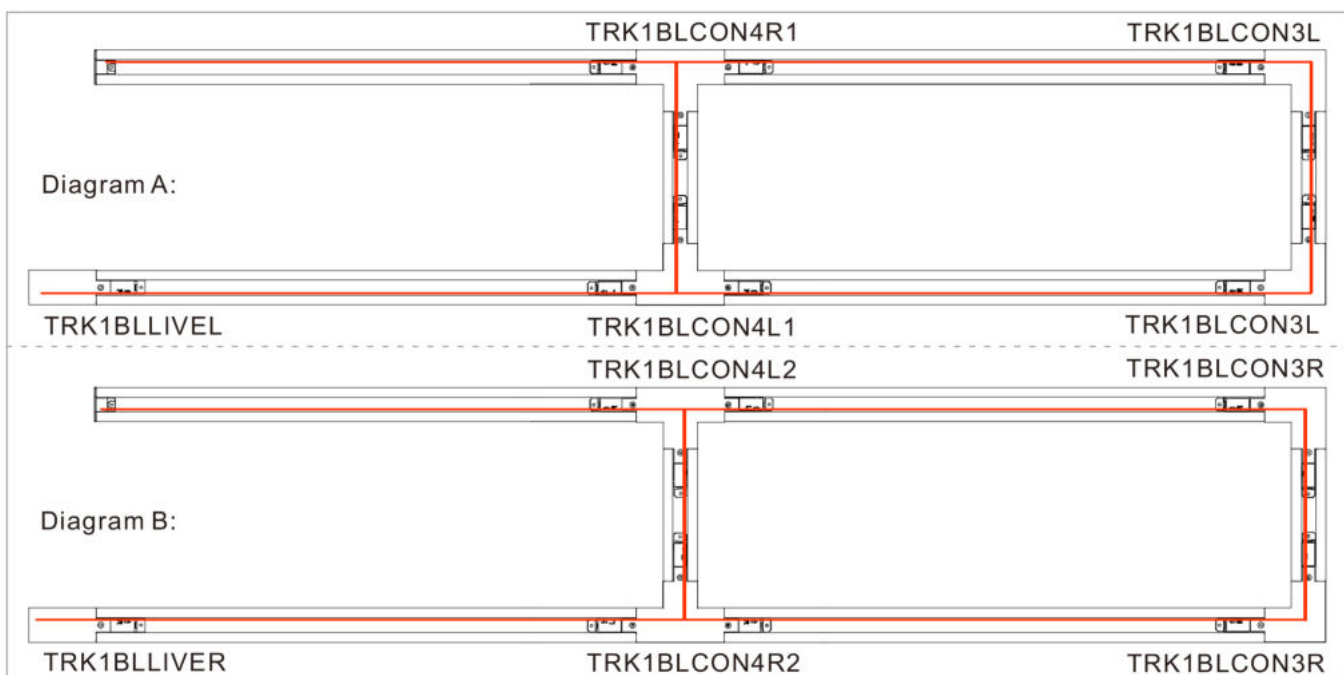 TRK1BLCON4R1 TRK1BLCON3L
Diagram A:
TRK1BLLIVEL TRK1BLCON4L1 TRK1BLCON3L
TRK1BLCON4L2 TRK1BLCON3R
Diagram B:
TRK1BLLIVER TRK1BLCON4R2 TRK1BLCON3R